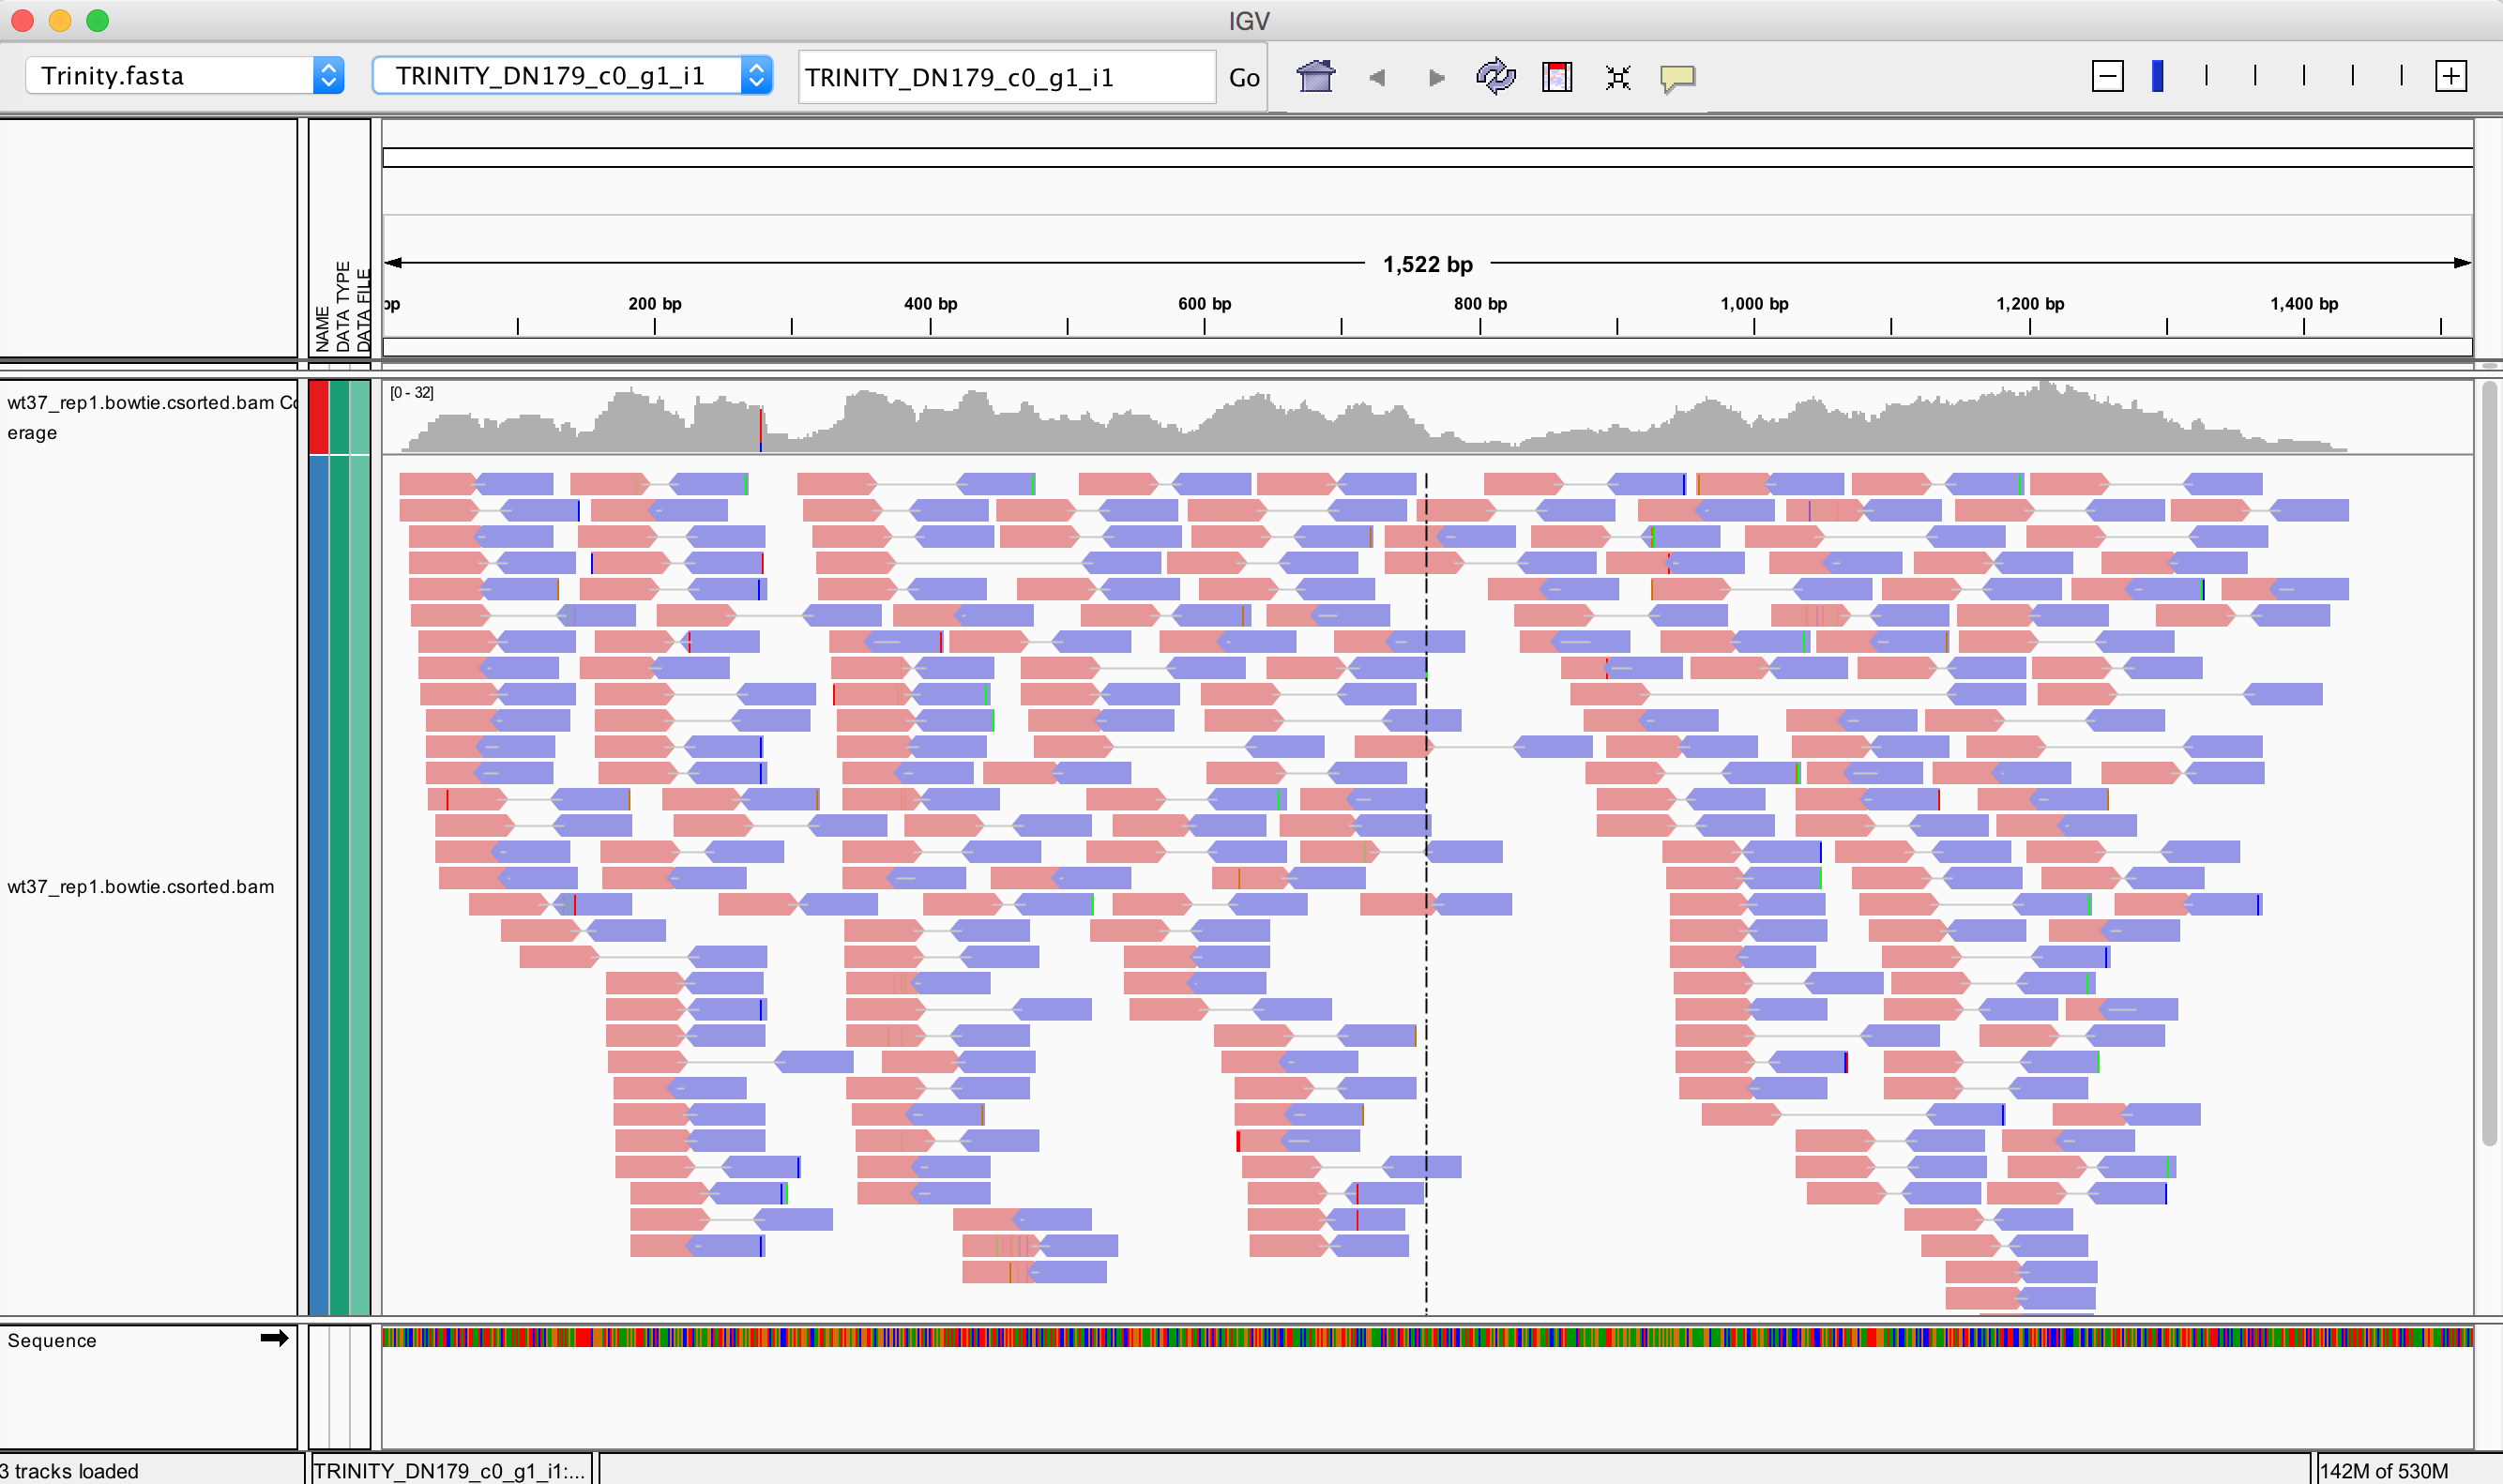 IGV
Trinity.fasta
TRINITY_DN179_c0_g1_i1
TRINITY_DN179_c0_g1_i1
Go
NAME
DATA TYPE
DATA FILE
1,522 bp
bp 200 bp 400 bp 600 bp 800 bp 1,000 bp 1,200 bp 1,400 bp
wt37_rep1.bowtie.csorted.bam Co
erage
[0 - 32]
wt37_rep1.bowtie.csorted.bam
Sequence
3 tracks loaded
TRINITY_DN179_c0_g1_i1:...
142M of 530M